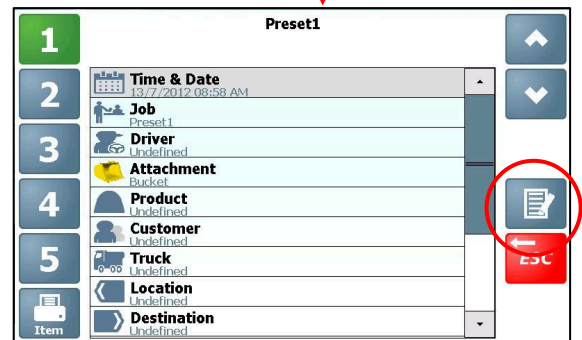 Preset1
1
2
3
4
5
Item
Time & Date
13/7/2012 08:58 AM
Job
Preset1
Driver
Undefined
Attachment
Bucket
Product
Undefined
Customer
Undefined
Truck
Undefined
Location
Undefined
Destination
Undefined
ESC